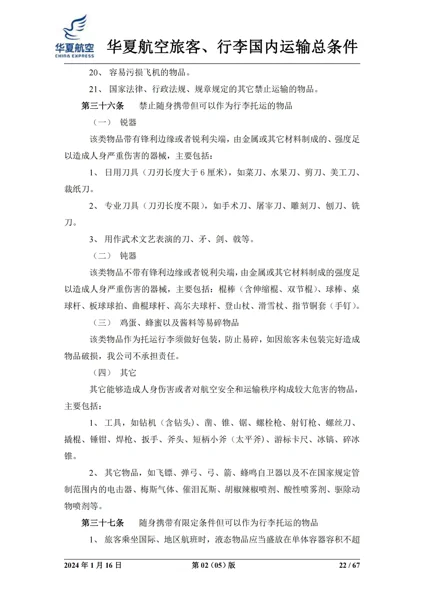 华夏航空
CHINA EXPRESS
华夏航空旅客、行李国内运输总条件
20、 容易污损飞机的物品。
21、 国家法律、行政法规、规章规定的其它禁止运输的物品。
第三十六条 禁止随身携带但可以作为行李托运的物品
（一） 锐器
该类物品带有锋利边缘或者锐利尖端，由金属或其它材料制成的、强度足
以造成人身严重伤害的器械，主要包括：
1、 日用刀具（刀刃长度大于 6 厘米)，如菜刀、水果刀、剪刀、美工刀、
裁纸刀。
2、 专业刀具（刀刃长度不限），如手术刀、屠宰刀、雕刻刀、刨刀、铣
刀。
3、 用作武术文艺表演的刀、矛、剑、戟等。
（二） 钝器
该类物品不带有锋利边缘或者锐利尖端，由金属或其它材料制成的、强度足
以造成人身严重伤害的器械，主要包括：棍棒（含伸缩棍、双节棍）、球棒、桌
球杆、板球球拍、曲棍球杆、高尔夫球杆、登山杖、滑雪杖、指节铜套（手钉）。
（三） 鸡蛋、蜂蜜以及酱料等易碎物品
该类物品作为托运行李须做好包装，防止易碎，如因旅客未包装完好造成
物品破损，我公司不承担责任。
（四） 其它
其它能够造成人身伤害或者对航空安全和运输秩序构成较大危害的物品，
主要包括：
1、 工具，如钻机（含钻头）、凿、锥、锯、螺栓枪、射钉枪、螺丝刀、
撬棍、锤钳、焊枪、扳手、斧头、短柄小斧（太平斧）、游标卡尺、冰镐、碎冰
锥。
2、 其它物品，如飞镖、弹弓、弓、箭、蜂鸣自卫器以及不在国家规定管
制范围内的电击器、梅斯气体、催泪瓦斯、胡椒辣椒喷剂、酸性喷雾剂、驱除动
物喷剂等。
第三十七条 随身携带有限定条件但可以作为行李托运的物品
1、 旅客乘坐国际、地区航班时，液态物品应当盛放在单体容器容积不超
2024 年 1 月 16 日 第 02（05）版 22 / 67